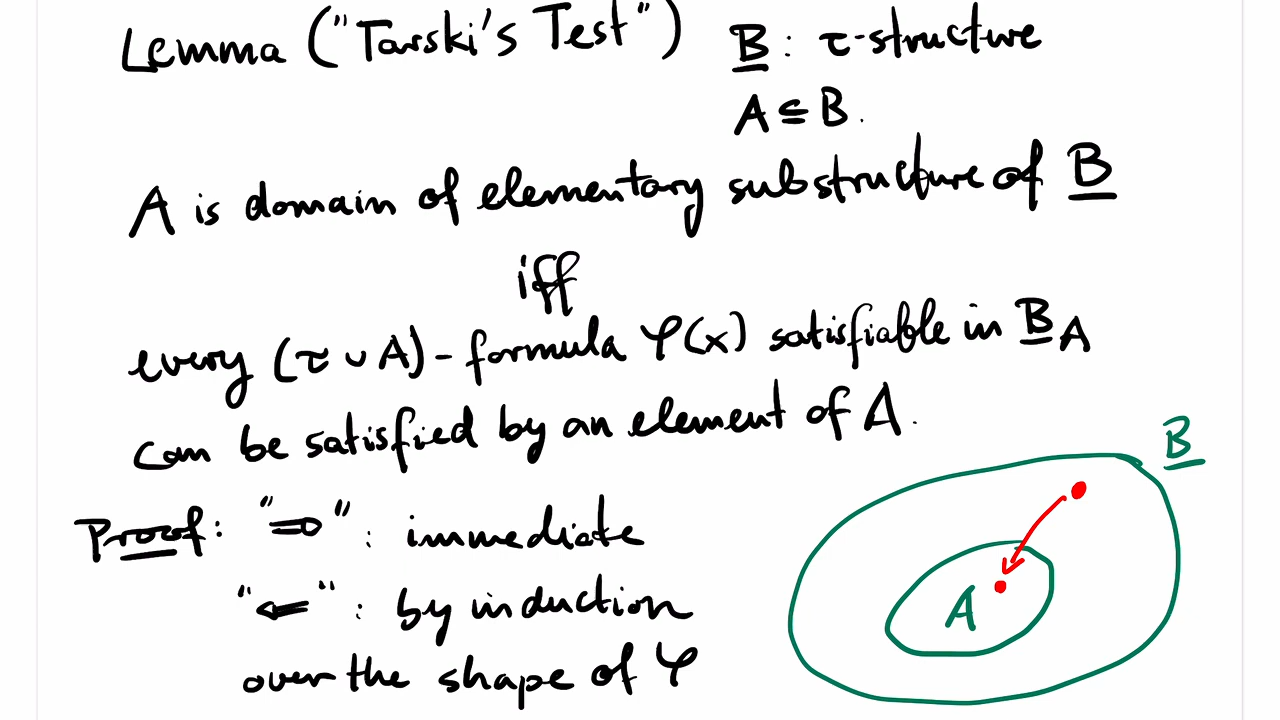 Lemma ("Tarski's Test") B: τ-structure
A ⊆ B.
A is domain of elementary substructure of B
iff
every (τ ∪ A)-formula φ(x) satisfiable in B_A
can be satisfied by an element of A.
B
Proof: "⇒": immediate
"⇐": by induction
A
over the shape of φ